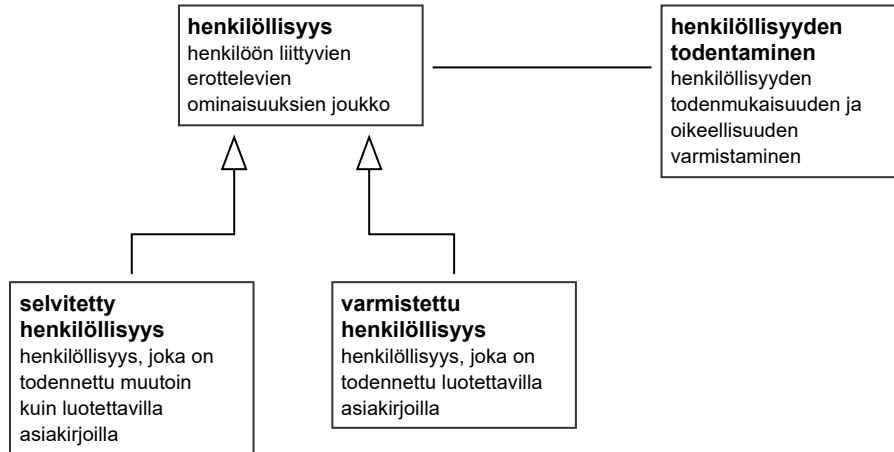 henkilöllisyys
henkilöön liittyvien
erottelevien
ominaisuuksien joukko
henkilöllisyyden
todentaminen
henkilöllisyyden
todenmukaisuuden ja
oikeellisuuden
varmistaminen
selvitetty
henkilöllisyys
henkilöllisyys, joka on
todennettu muutoin
kuin luotettavilla
asiakirjoilla
varmistettu
henkilöllisyys
henkilöllisyys, joka on
todennettu luotettavilla
asiakirjoilla